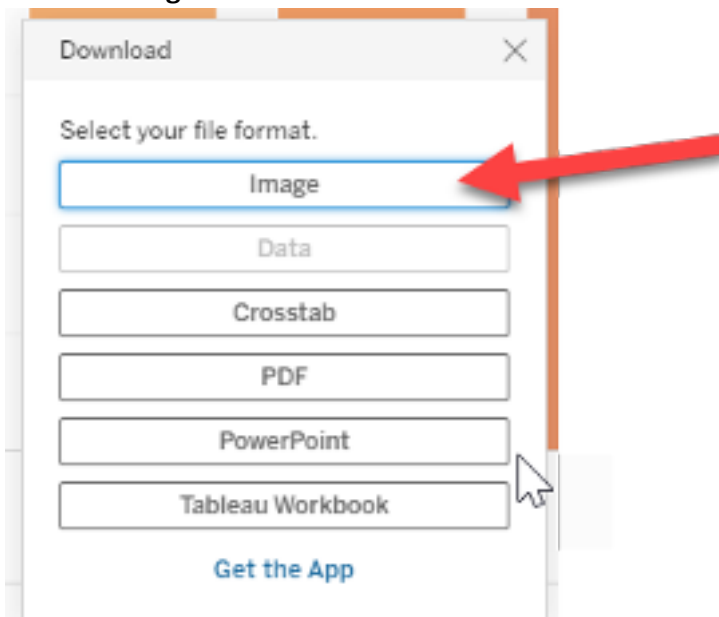 Download
Select your file format.
Image
Data
Crosstab
PDF
PowerPoint
Tableau Workbook
Get the App